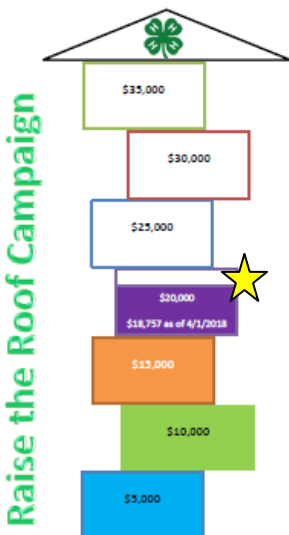 Raise the Roof Campaign
H H H H
$35,000
$30,000
$25,000
$20,000
$18,757 as of 4/1/2018
$15,000
$10,000
$5,000